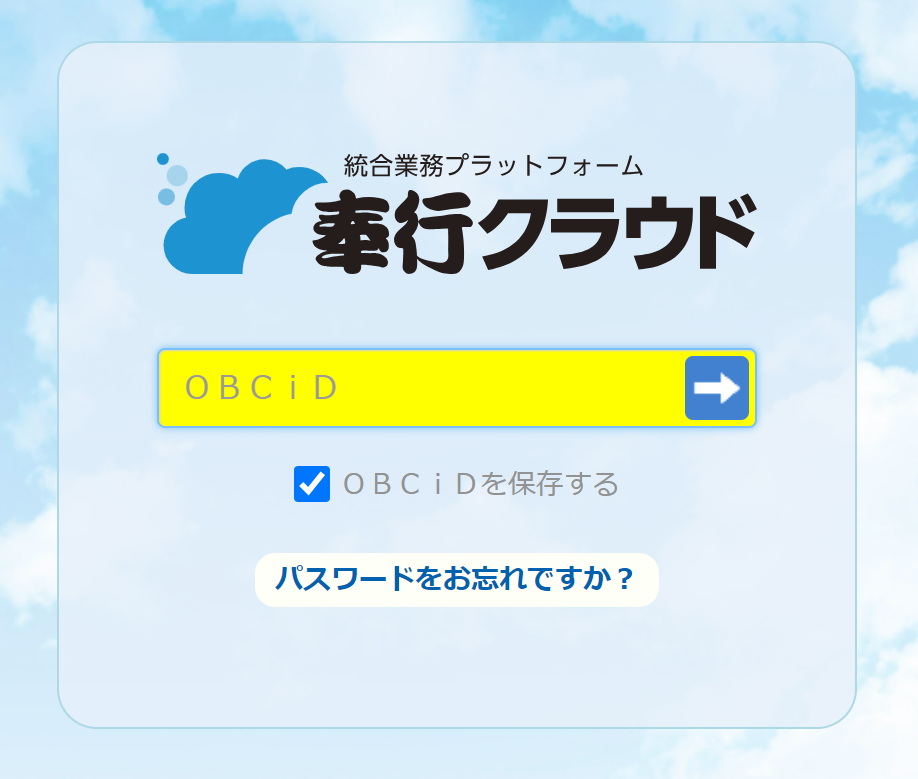 統合業務プラットフォーム
奉行クラウド
ＯＢＣｉＤ
ＯＢＣｉＤを保存する
パスワードをお忘れですか？